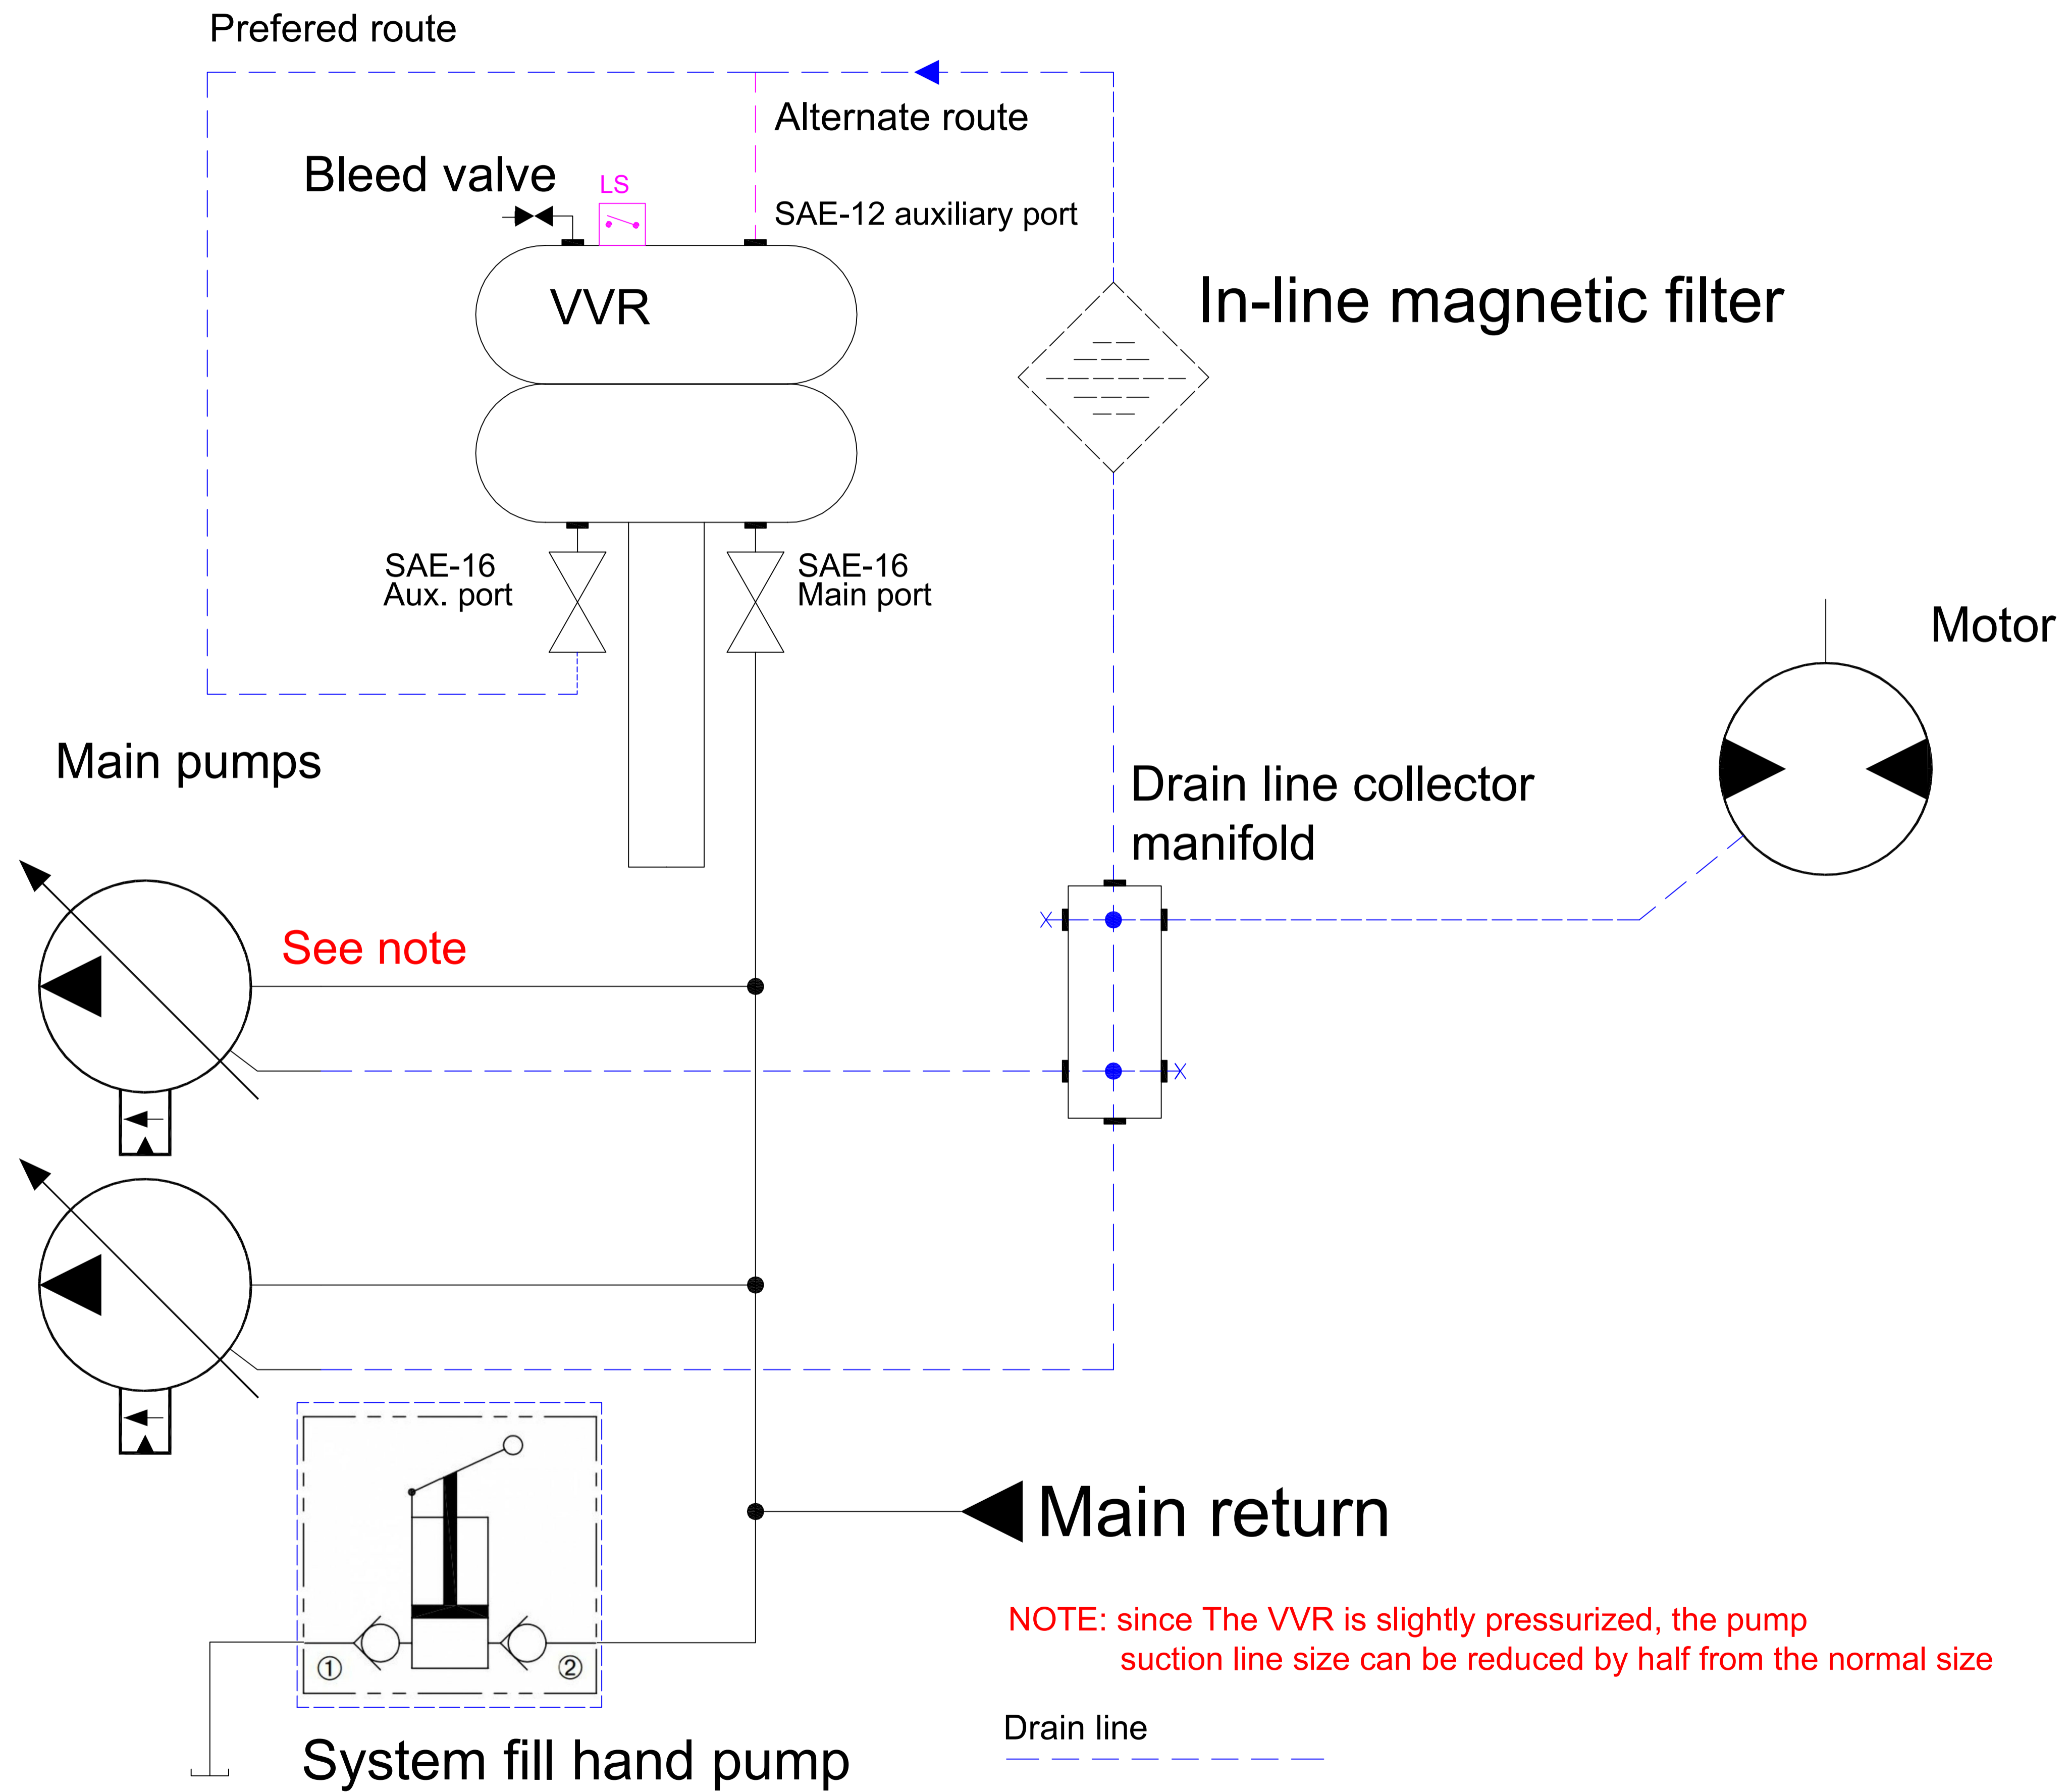 Prefered route
Alternate route
Bleed valve
LS
SAE-12 auxiliary port
In-line magnetic filter
VVR
SAE-16
Aux. port
SAE-16
Main port
Motor
Main pumps
Drain line collector
manifold
See note
X
X
Main return
① ②
NOTE: since The VVR is slightly pressurized, the pump
suction line size can be reduced by half from the normal size
Drain line
System fill hand pump